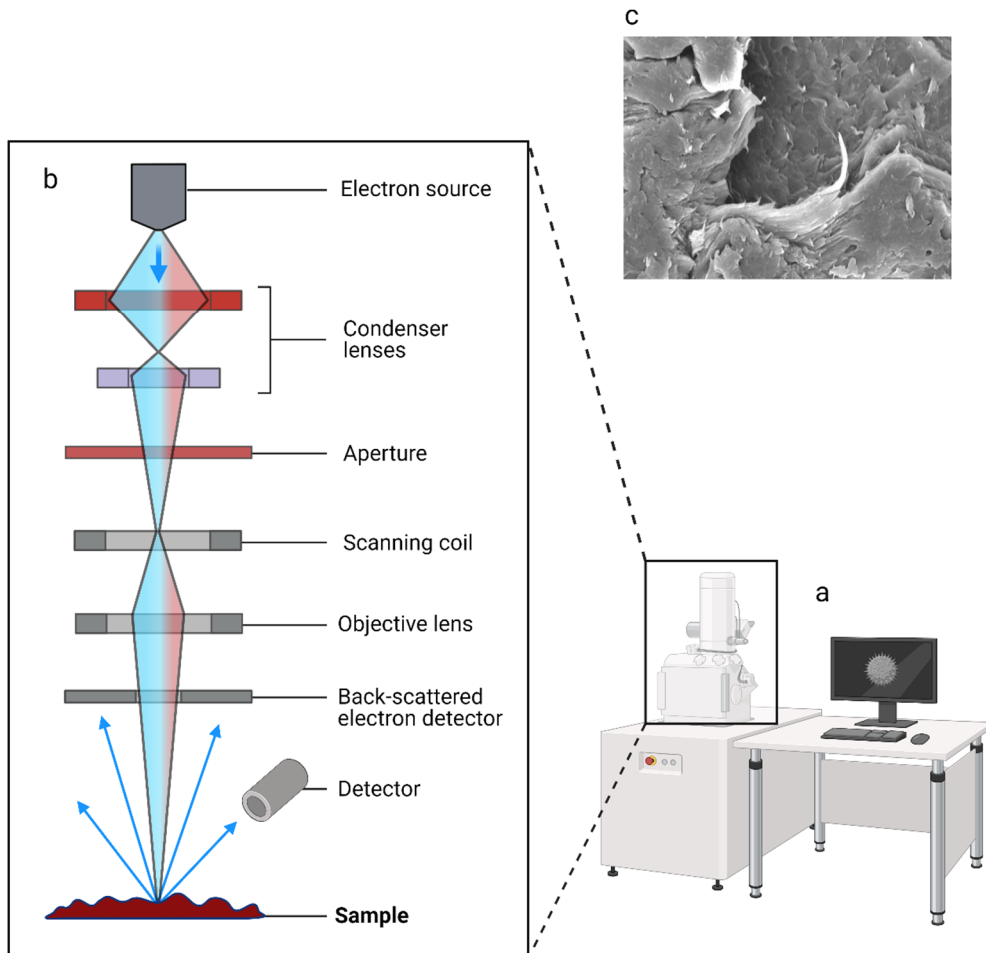 c
b
Electron source
Condenser
lenses
Aperture
Scanning coil
Objective lens
Back-scattered
electron detector
Detector
Sample
a